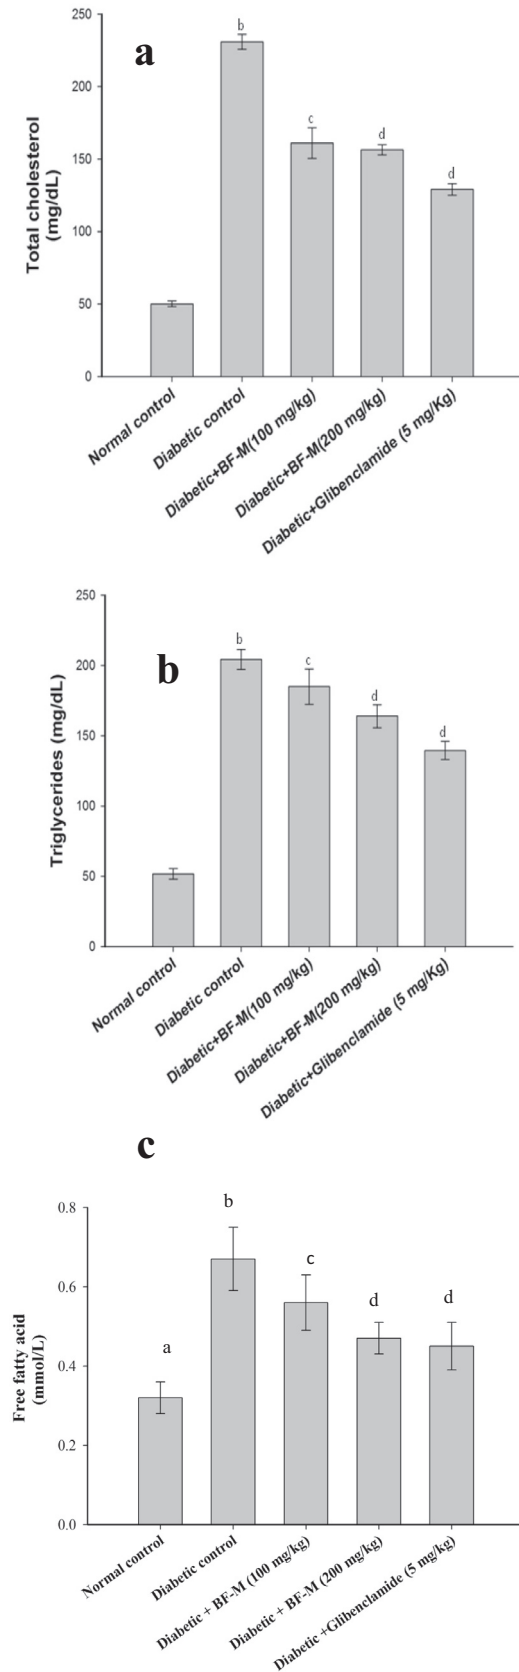 250
a
b
200
c
d
150
d
Total cholesterol
(mg/dL)
100
50
0
Normal control
Diabetic control
Diabetic+BF-M(100 mg/kg)
Diabetic+BF-M(200 mg/kg)
Diabetic+Glibenclamide (5 mg/Kg)
250
b
b
200
c
d
d
150
Triglycerides (mg/dL)
100
50
0
Normal control
Diabetic control
Diabetic+BF-M(100 mg/kg)
Diabetic+BF-M(200 mg/kg)
Diabetic+Glibenclamide (5 mg/Kg)
c
0.8
b
c
0.6
d
d
a
Free fatty acid
(mmol/L)
0.4
0.2
0.0
Normal control
Diabetic control
Diabetic + BF-M (100 mg/kg)
Diabetic + BF-M (200 mg/kg)
Diabetic +Glibenclamide (5 mg/kg)